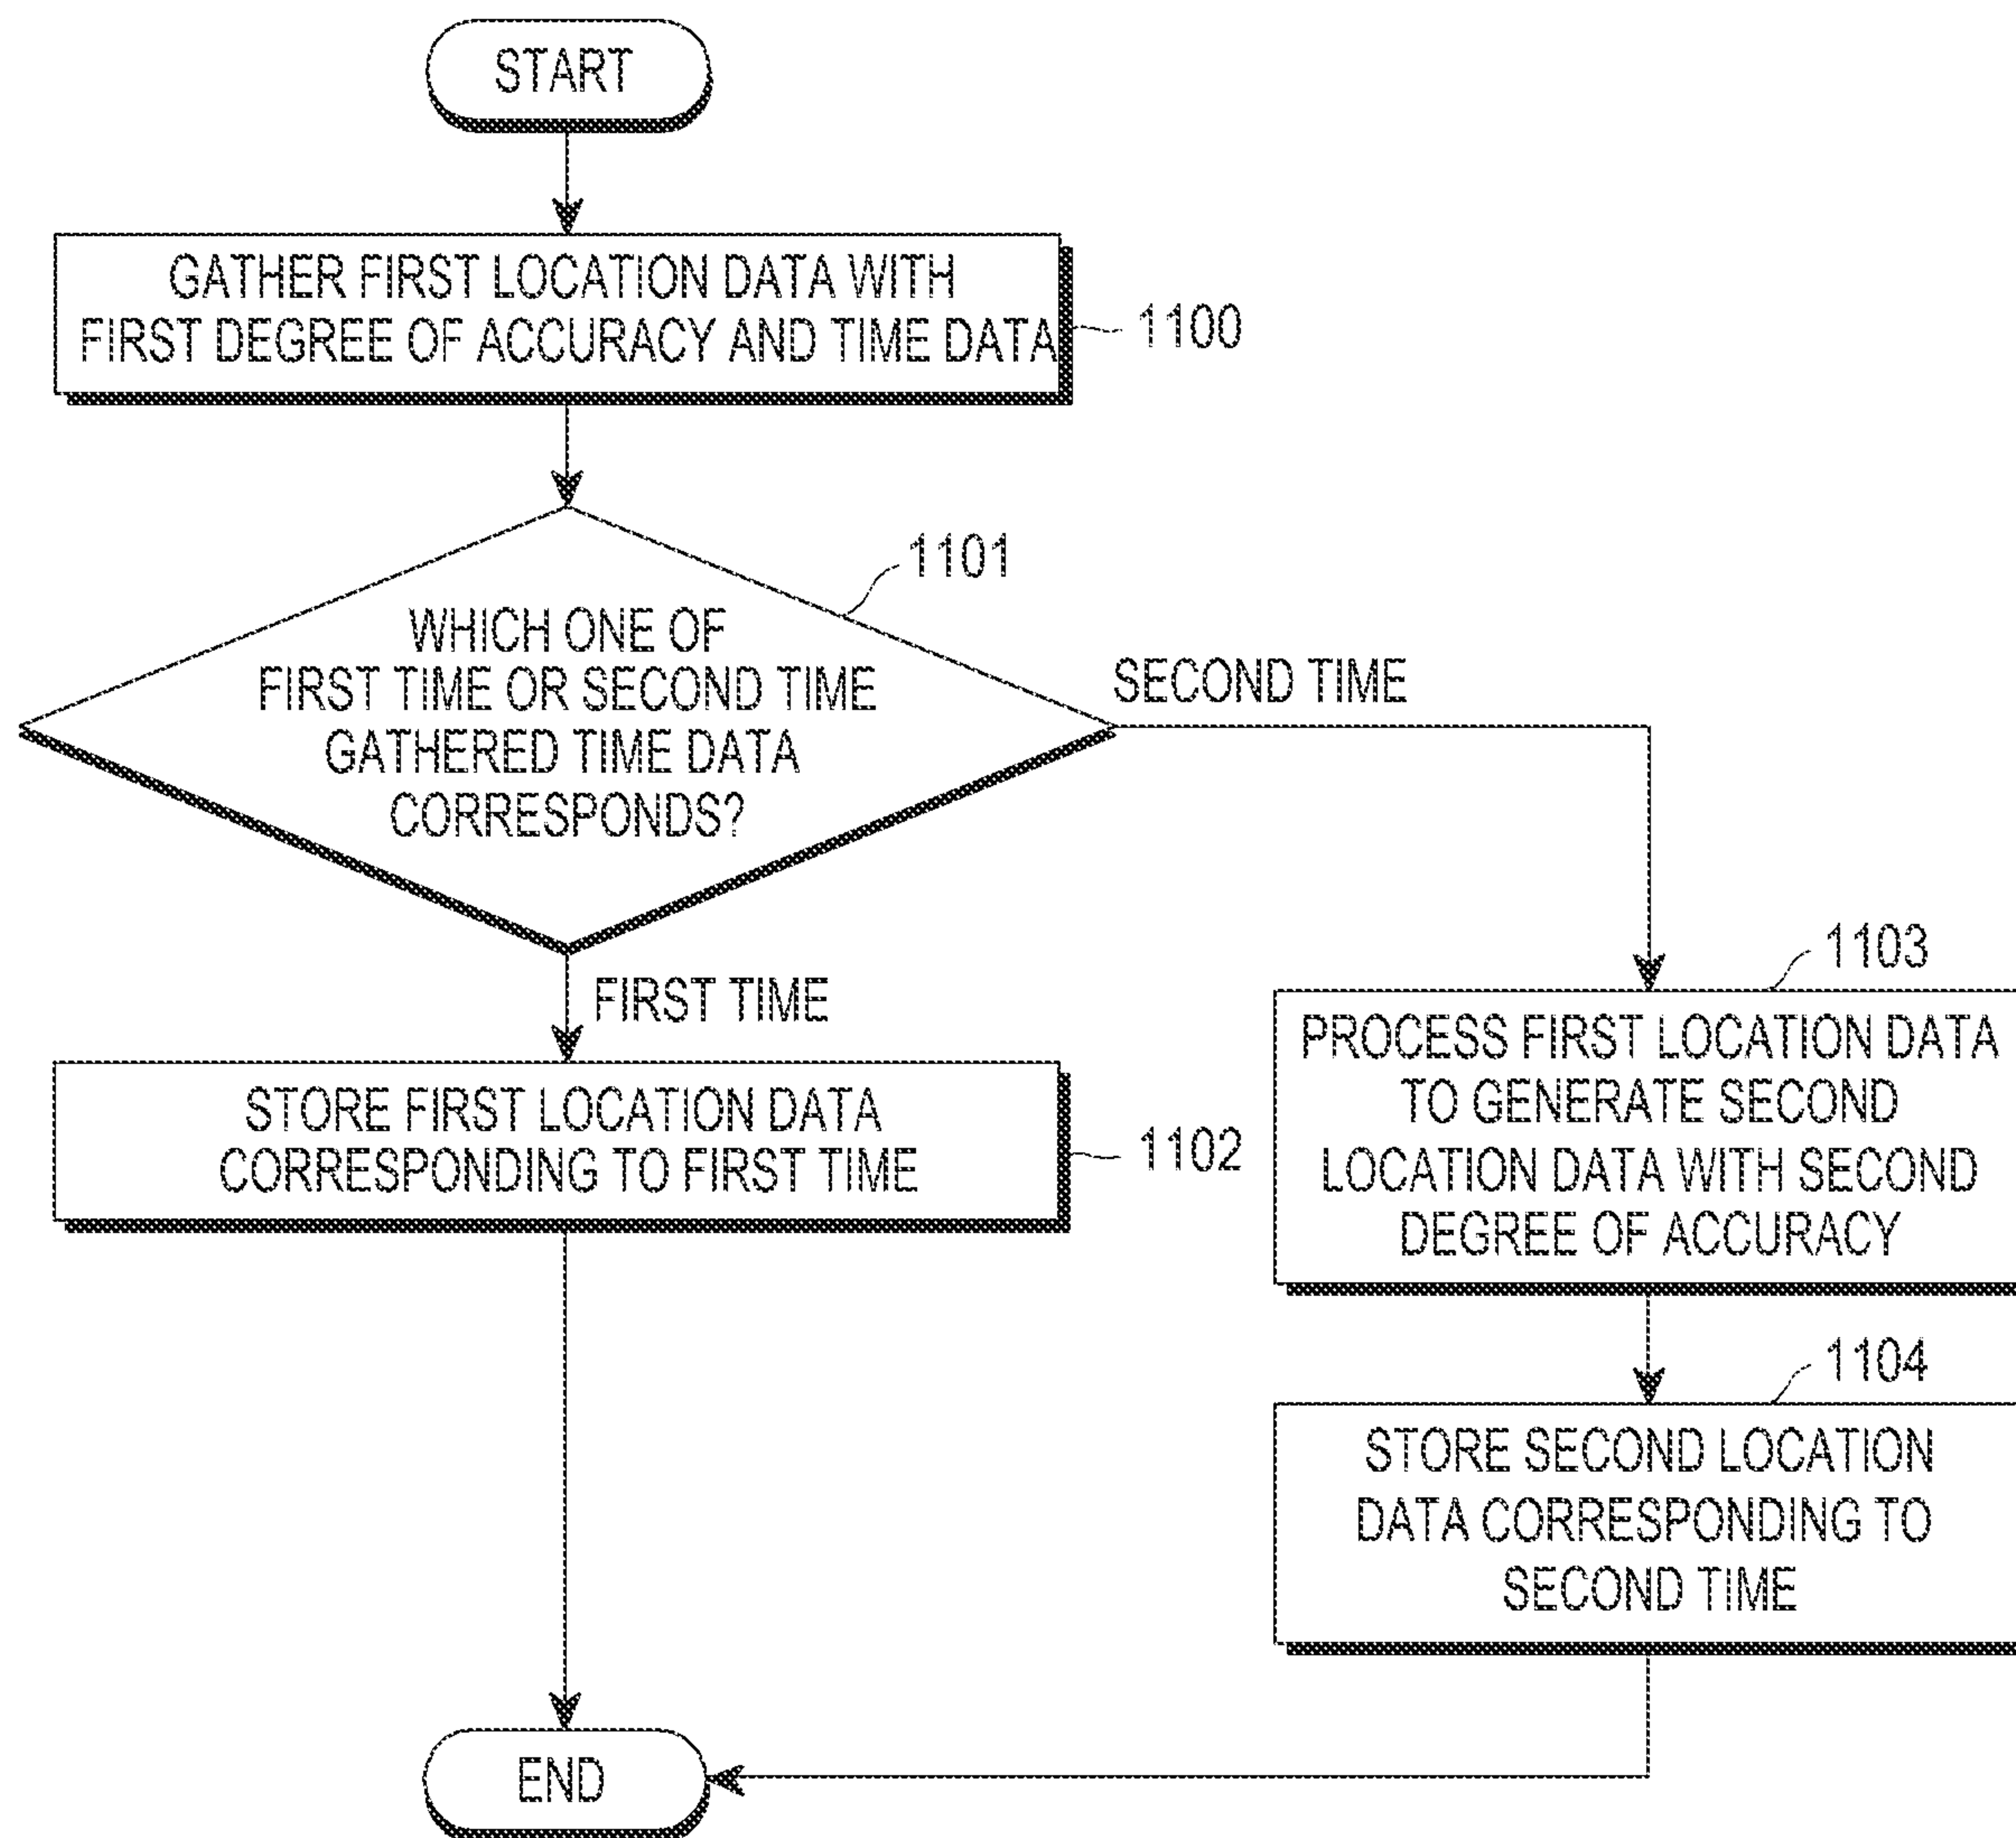 START
GATHER FIRST LOCATION DATA WITH
FIRST DEGREE OF ACCURACY AND TIME DATA
1100
1101
WHICH ONE OF
FIRST TIME OR SECOND TIME
GATHERED TIME DATA
CORRESPONDS?
SECOND TIME
FIRST TIME
STORE FIRST LOCATION DATA
CORRESPONDING TO FIRST TIME
1102
1103
PROCESS FIRST LOCATION DATA
TO GENERATE SECOND
LOCATION DATA WITH SECOND
DEGREE OF ACCURACY
1104
STORE SECOND LOCATION
DATA CORRESPONDING TO
SECOND TIME
END